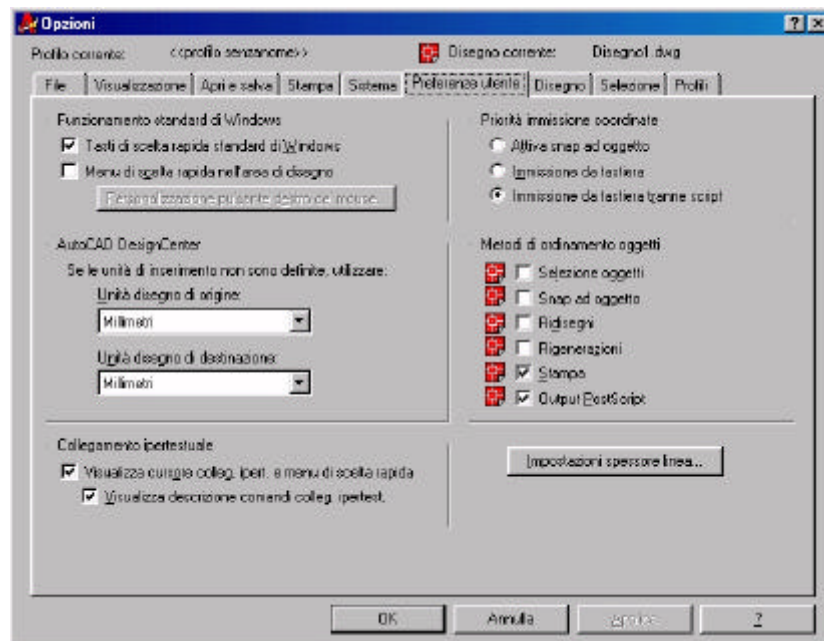 Opzioni
Profilo corrente: <<profilo senzanome>> Disegno corrente: Disegno1.dwg
File Visualizzazione Apri e salva Stampa Sistema Preferenze utente Disegno Selezione Profili
Funzionamento standard di Windows
Tasti di scelta rapida standard di Windows
Menu di scelta rapida nell'area di disegno
Personalizzazione pulsante destro del mouse...
Priorità immissione coordinate
Attiva snap ad oggetto
Immissione da tastiera
Immissione da tastiera tranne script
AutoCAD DesignCenter
Se le unità di inserimento non sono definite, utilizzare:
Unità disegno di origine:
Millimetri
Unità disegno di destinazione:
Millimetri
Metodi di ordinamento oggetti
Selezione oggetti
Snap ad oggetto
Ridisegni
Rigenerazioni
Stampa
Output PostScript
Collegamento ipertestuale
Visualizza cursore colleg. ipert. e menu di scelta rapida
Visualizza descrizione comandi colleg. ipertest.
Impostazioni spessore linea...
OK Annulla Applica ?